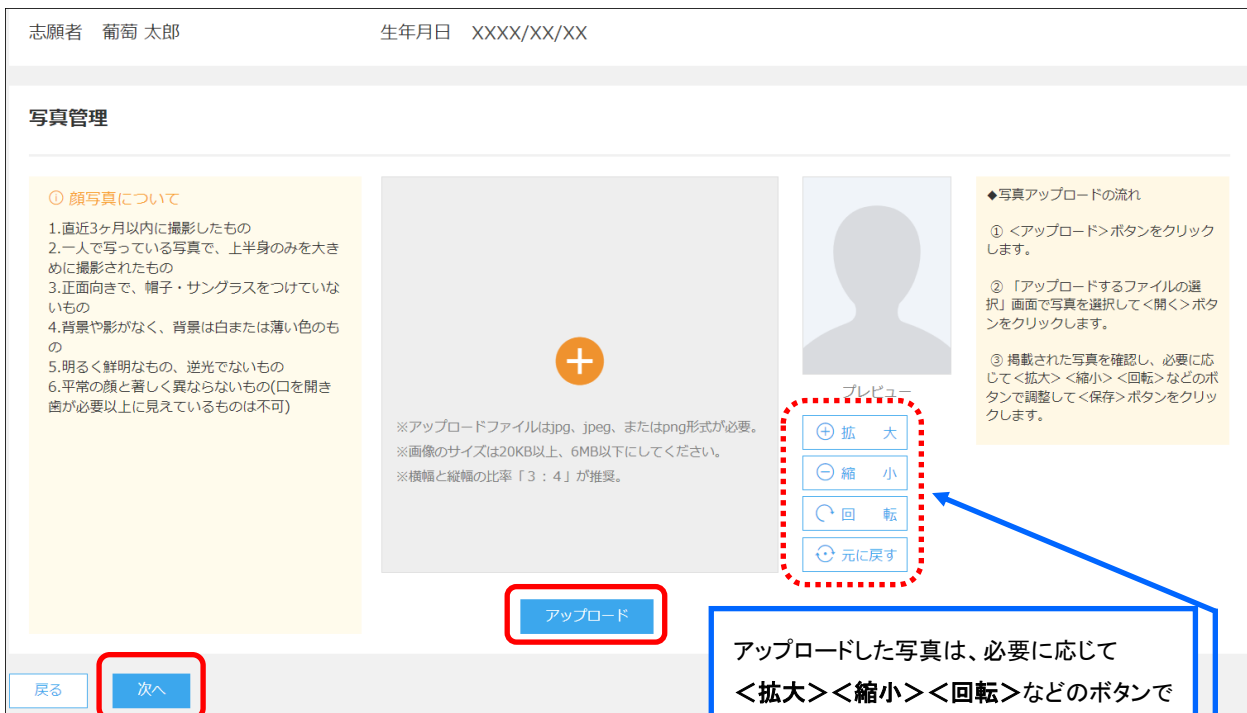 志願者 葡萄 太郎 生年月日 XXXX/XX/XX
写真管理
顔写真について
1.直近3ヶ月以内に撮影したもの
2.一人で写っている写真で、上半身のみを大き
めに撮影されたもの
3.正面向きで、帽子・サングラスをつけていな
いもの
4.背景や影がなく、背景は白または薄い色のも
の
5.明るく鮮明なもの、逆光でないもの
6.平常の顔と著しく異ならないもの(口を開き
歯が必要以上に見えているものは不可)
※アップロードファイルはjpg、jpeg、またはpng形式が必要。
※画像のサイズは20KB以上、6MB以下にしてください。
※横幅と縦幅の比率「3:4」が推奨。
アップロード
プレビュー
拡 大
縮 小
回 転
元に戻す
◆写真アップロードの流れ
① <アップロード>ボタンをクリック
します。
② 「アップロードするファイルの選
択」画面で写真を選択して<開く>ボタ
ンをクリックします。
③ 掲載された写真を確認し、必要に応
じて<拡大> <縮小> <回転>などのボ
タンで調整して<保存>ボタンをクリッ
クします。
アップロードした写真は、必要に応じて
<拡大><縮小><回転>などのボタンで
戻る
次へ